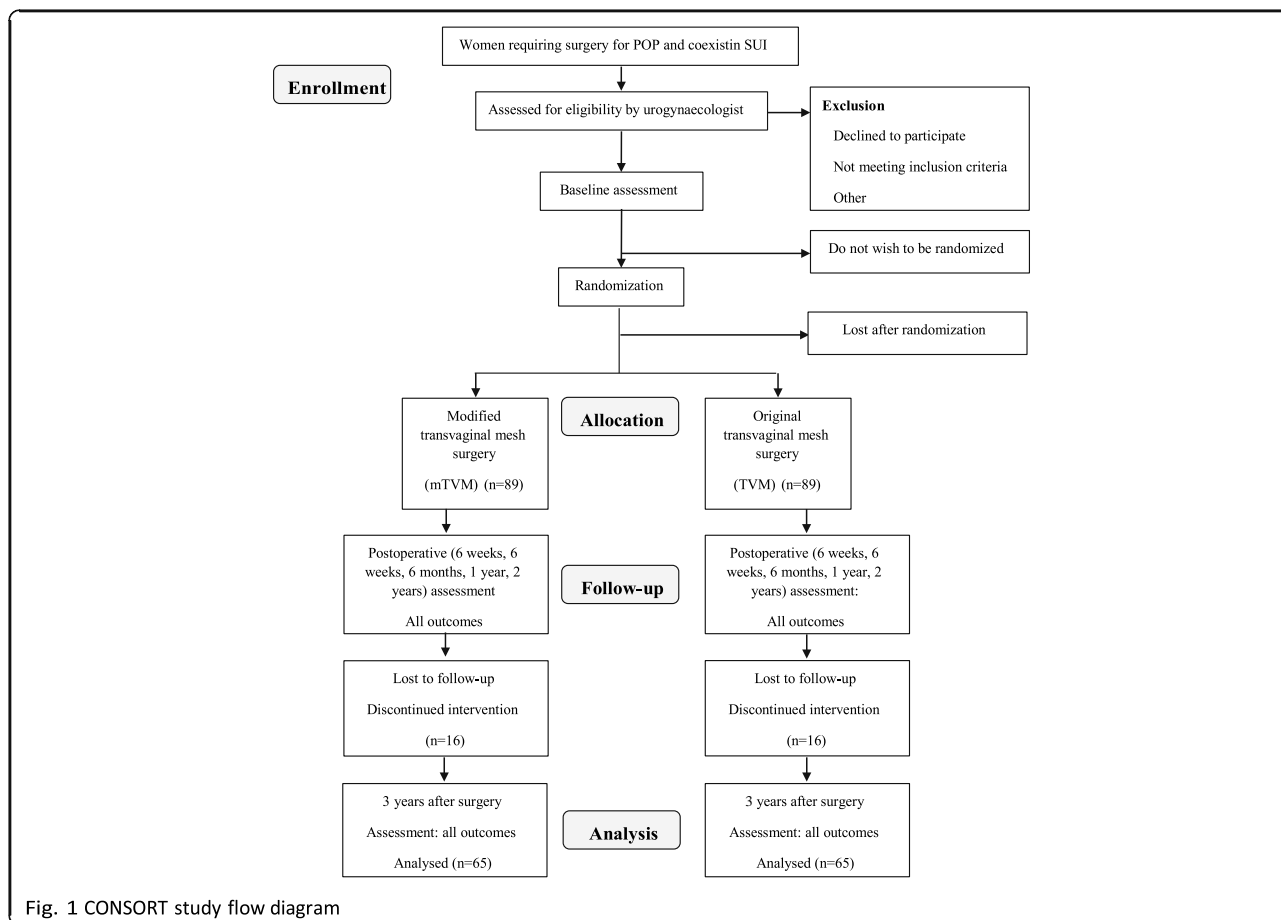 Women requiring surgery for POP and coexistin SUI
Enrollment
Assessed for eligibility by urogynaecologist
Exclusion
Declined to participate
Not meeting inclusion criteria
Other
Baseline assessment
Do not wish to be randomized
Randomization
Lost after randomization
Modified
transvaginal mesh
surgery
(mTVM) (n=89)
Allocation
Original
transvaginal mesh
surgery
(TVM) (n=89)
Postoperative (6 weeks, 6
weeks, 6 months, 1 year, 2
years) assessment
All outcomes
Follow-up
Postoperative (6 weeks, 6
weeks, 6 months, 1 year, 2
years) assessment:
All outcomes
Lost to follow-up
Discontinued intervention
(n=16)
Lost to follow-up
Discontinued intervention
(n=16)
3 years after surgery
Assessment: all outcomes
Analysed (n=65)
Analysis
3 years after surgery
Assessment: all outcomes
Analysed (n=65)
Fig. 1 CONSORT study flow diagram